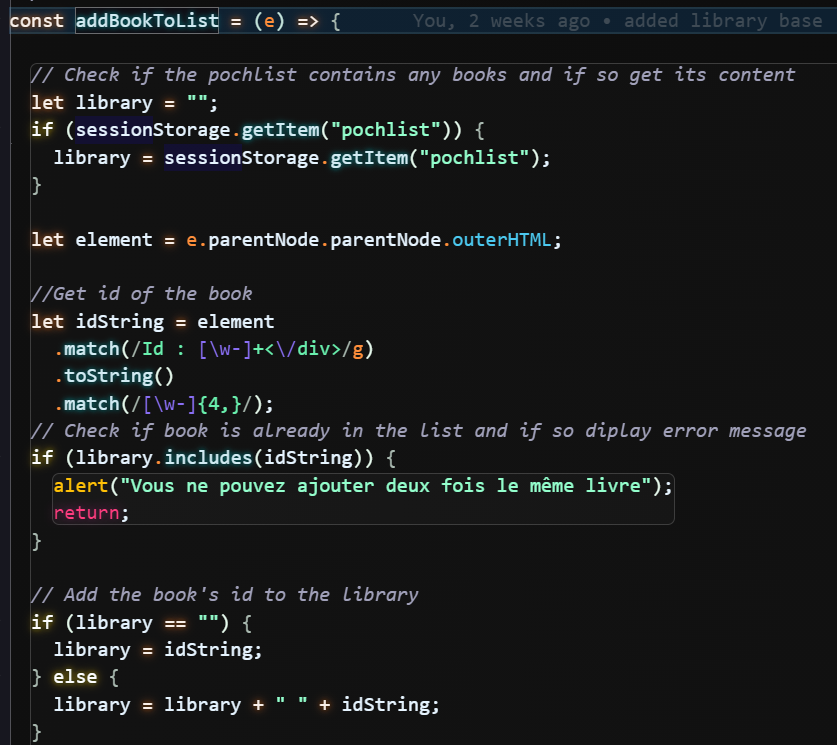 const addBookToList = (e) => {        You, 2 weeks ago • added library base
// Check if the pochlist contains any books and if so get its content
let library = "";
if (sessionStorage.getItem("pochlist")) {
library = sessionStorage.getItem("pochlist");
}
let element = e.parentNode.parentNode.outerHTML;
//Get id of the book
let idString = element
.match(/Id : [\w-]+<\/div>/g)
.toString()
.match(/[\w-]{4,}/);
// Check if book is already in the list and if so diplay error message
if (library.includes(idString)) {
alert("Vous ne pouvez ajouter deux fois le même livre");
return;
}
// Add the book's id to the library
if (library == "") {
library = idString;
} else {
library = library + " " + idString;
}